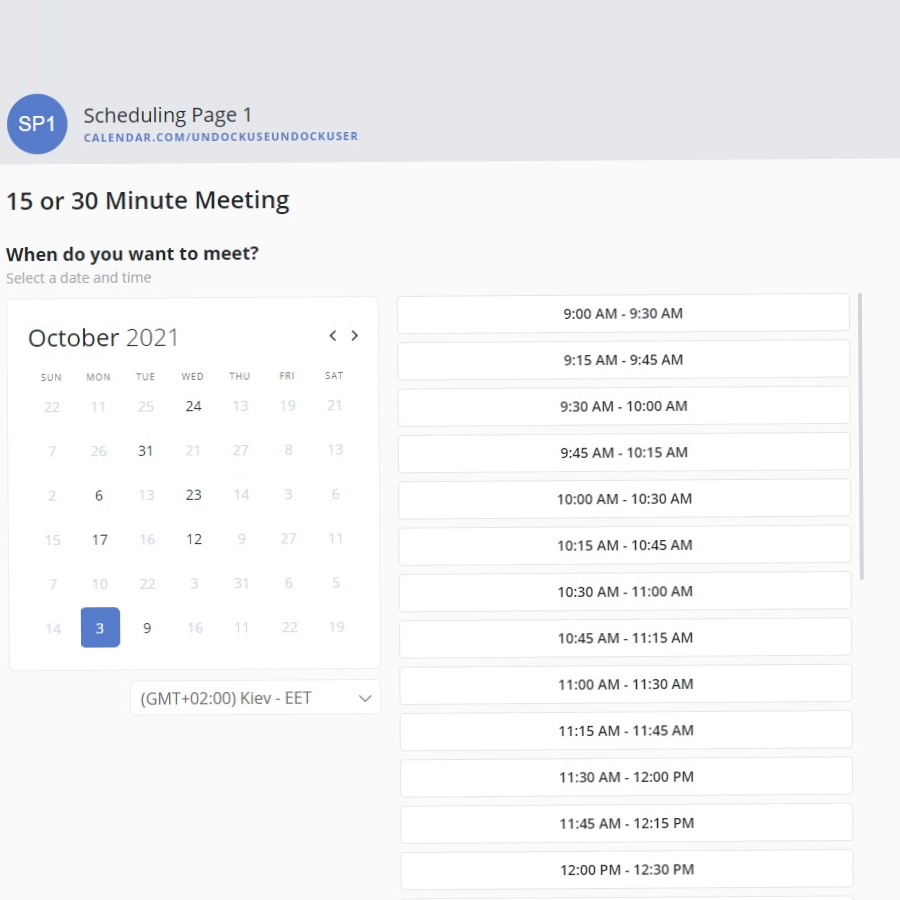 SP1
Scheduling Page 1
CALENDAR.COM/UNDOCKUSEUNDOCKUSER
15 or 30 Minute Meeting
When do you want to meet?
Select a date and time
October 2021
SUN MON TUE WED THU FRI SAT
22 11 25 24 13 19 21
7 26 31 21 27 8 13
2 6 13 23 14 3 6
15 17 16 12 9 27 11
7 10 22 3 31 6 5
14 3 9 16 11 22 19
(GMT+02:00) Kiev - EET
9:00 AM - 9:30 AM
9:15 AM - 9:45 AM
9:30 AM - 10:00 AM
9:45 AM - 10:15 AM
10:00 AM - 10:30 AM
10:15 AM - 10:45 AM
10:30 AM - 11:00 AM
10:45 AM - 11:15 AM
11:00 AM - 11:30 AM
11:15 AM - 11:45 AM
11:30 AM - 12:00 PM
11:45 AM - 12:15 PM
12:00 PM - 12:30 PM